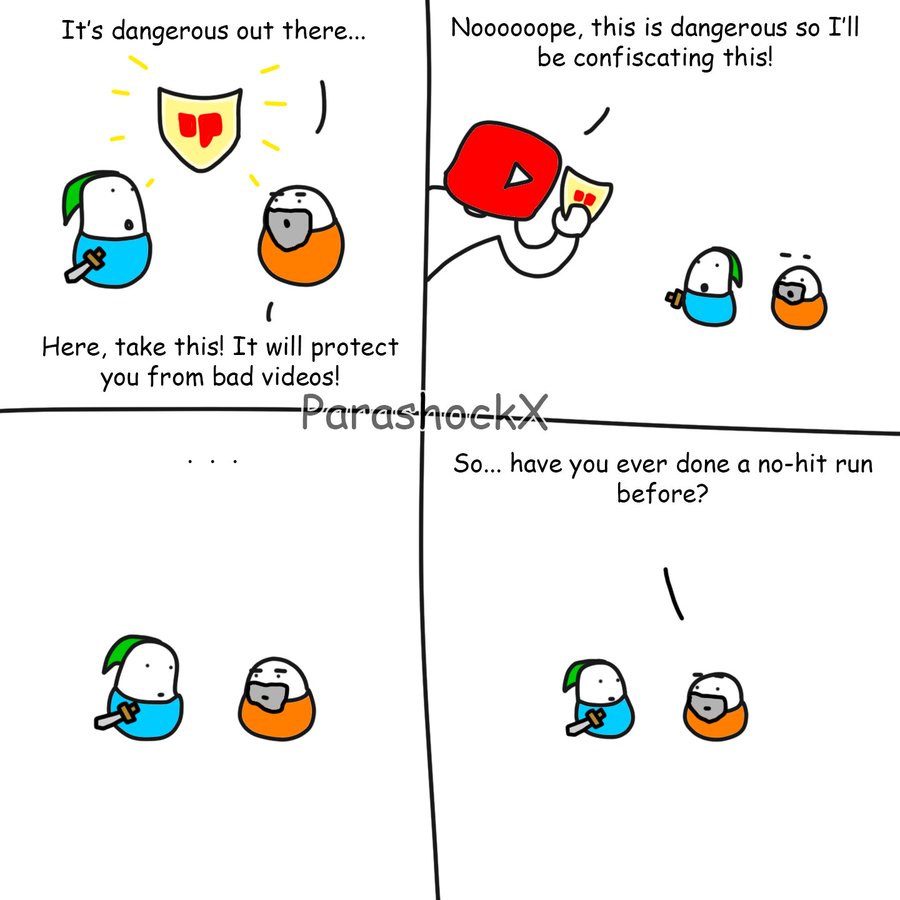 It's dangerous out there...
Here, take this! It will protect
you from bad videos!
Noooooope, this is dangerous so I'll
be confiscating this!
ParashockX
. . .
So... have you ever done a no-hit run
before?